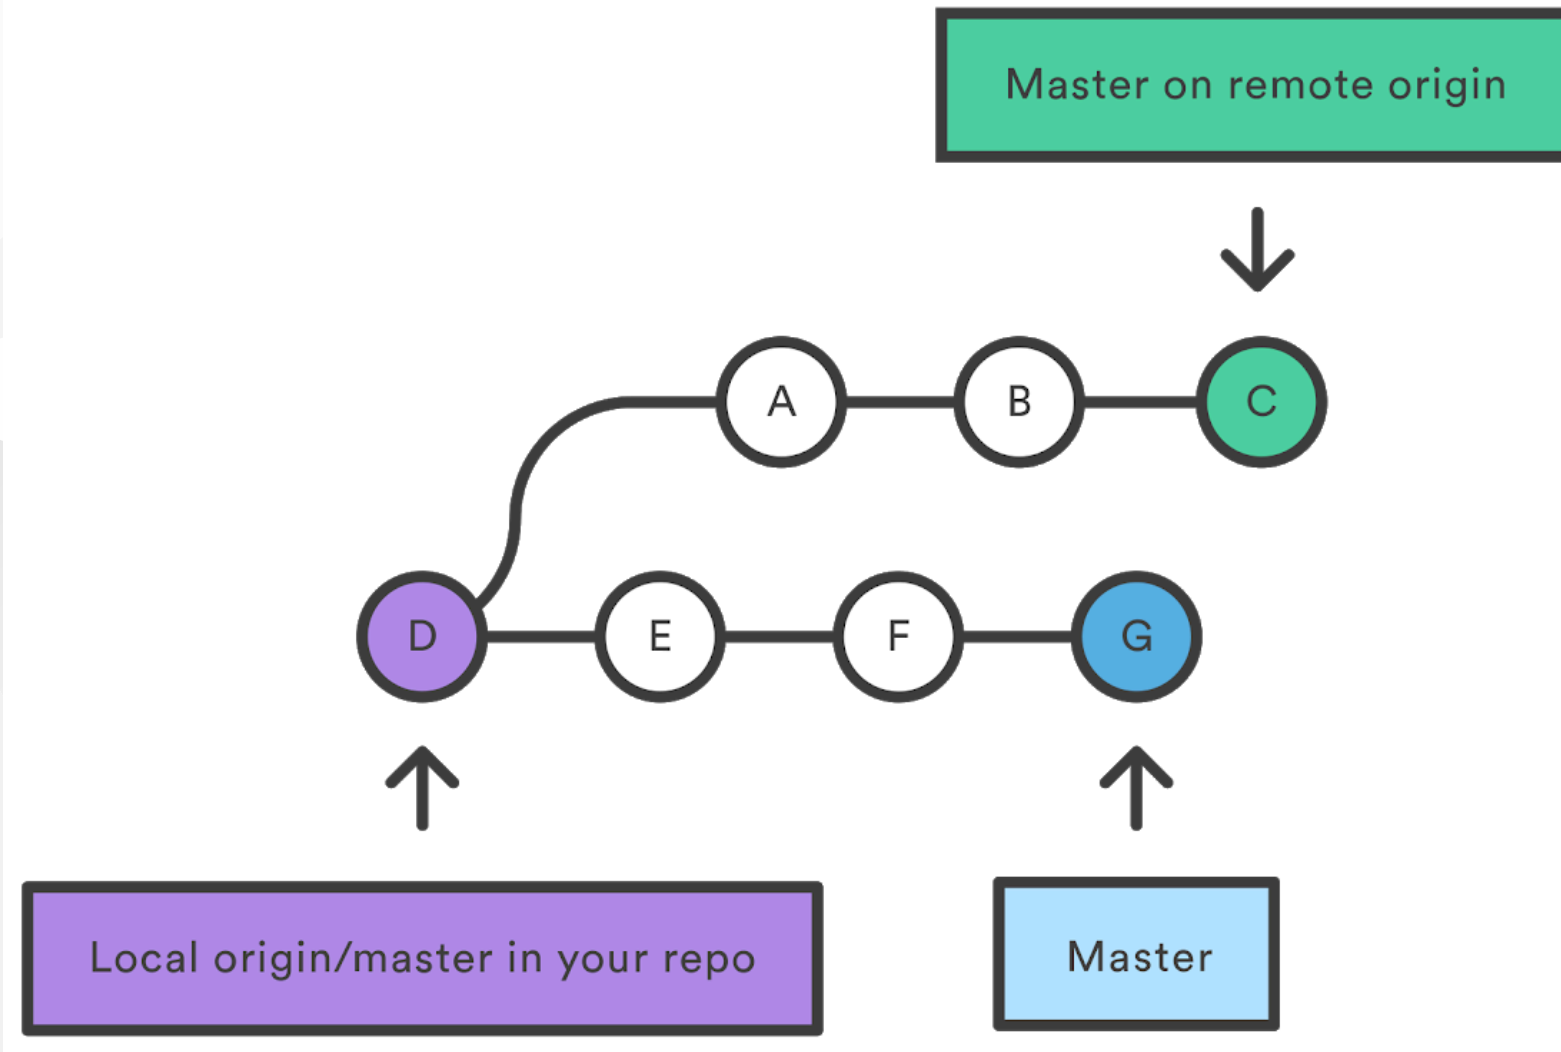 Master on remote origin
A B C
D E F G
Local origin/master in your repo
Master